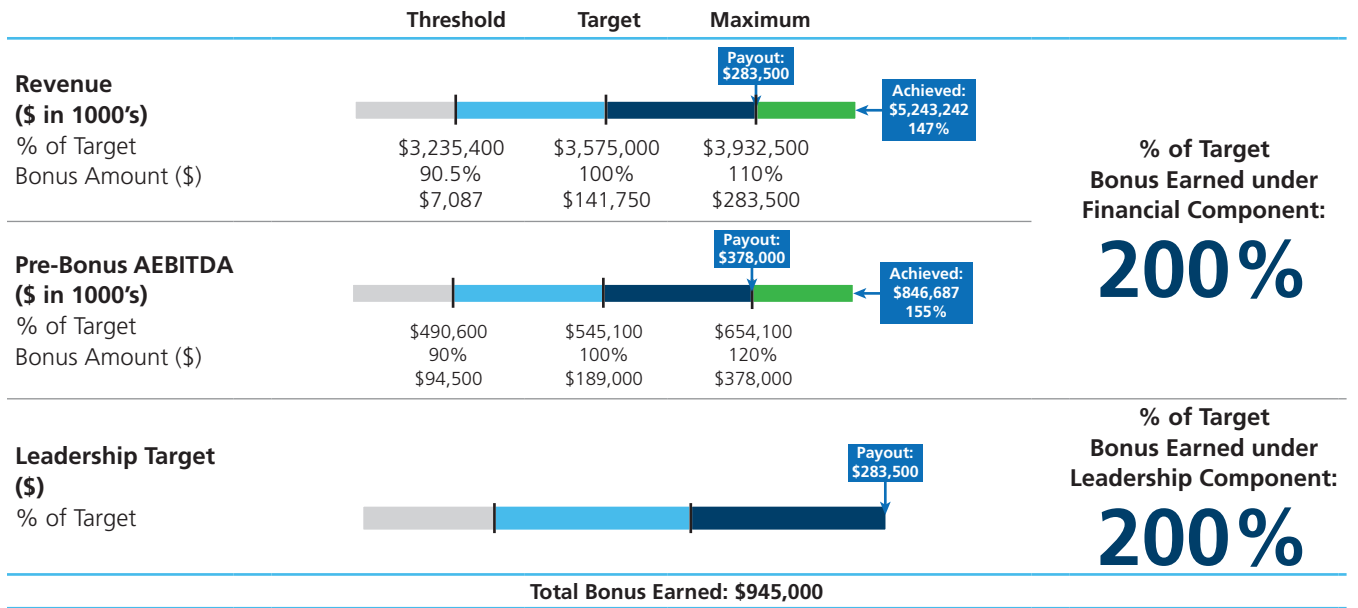 Threshold Target Maximum
Payout:
$283,500
Revenue
($ in 1000's)
% of Target
Bonus Amount ($)
Achieved:
$5,243,242
147%
$3,235,400 $3,575,000 $3,932,500
90.5% 100% 110%
$7,087 $141,750 $283,500
% of Target
Bonus Earned under
Financial Component:
200%
Payout:
$378,000
Pre-Bonus AEBITDA
($ in 1000's)
% of Target
Bonus Amount ($)
Achieved:
$846,687
155%
$490,600 $545,100 $654,100
90% 100% 120%
$94,500 $189,000 $378,000
Leadership Target
($)
% of Target
Payout:
$283,500
% of Target
Bonus Earned under
Leadership Component:
200%
Total Bonus Earned: $945,000